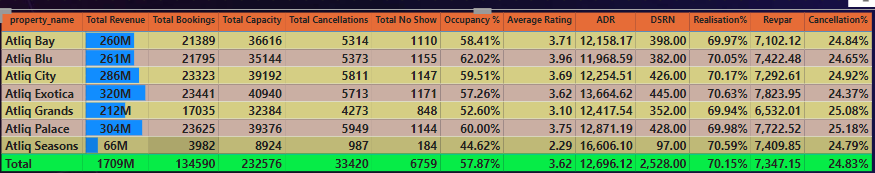 property_name Total Revenue Total Bookings Total Capacity Total Cancellations Total No Show Occupancy % Average Rating ADR DSRN Realisation% Revpar Cancellation%
Atliq Bay 260M 21389 36616 5314 1110 58.41% 3.71 12,158.17 398.00 69.97% 7,102.12 24.84%
Atliq Blu 261M 21795 35144 5373 1155 62.02% 3.96 11,968.59 382.00 70.05% 7,422.48 24.65%
Atliq City 286M 23323 39192 5811 1147 59.51% 3.69 12,254.51 426.00 70.17% 7,292.61 24.92%
Atliq Exotica 320M 23441 40940 5713 1171 57.26% 3.62 13,664.62 445.00 70.63% 7,823.95 24.37%
Atliq Grands 212M 17035 32384 4273 848 52.60% 3.10 12,417.54 352.00 69.94% 6,532.01 25.08%
Atliq Palace 304M 23625 39376 5949 1144 60.00% 3.75 12,871.19 428.00 69.98% 7,722.52 25.18%
Atliq Seasons 66M 3982 8924 987 184 44.62% 2.29 16,606.10 97.00 70.59% 7,409.85 24.79%
Total 1709M 134590 232576 33420 6759 57.87% 3.62 12,696.12 2,528.00 70.15% 7,347.15 24.83%